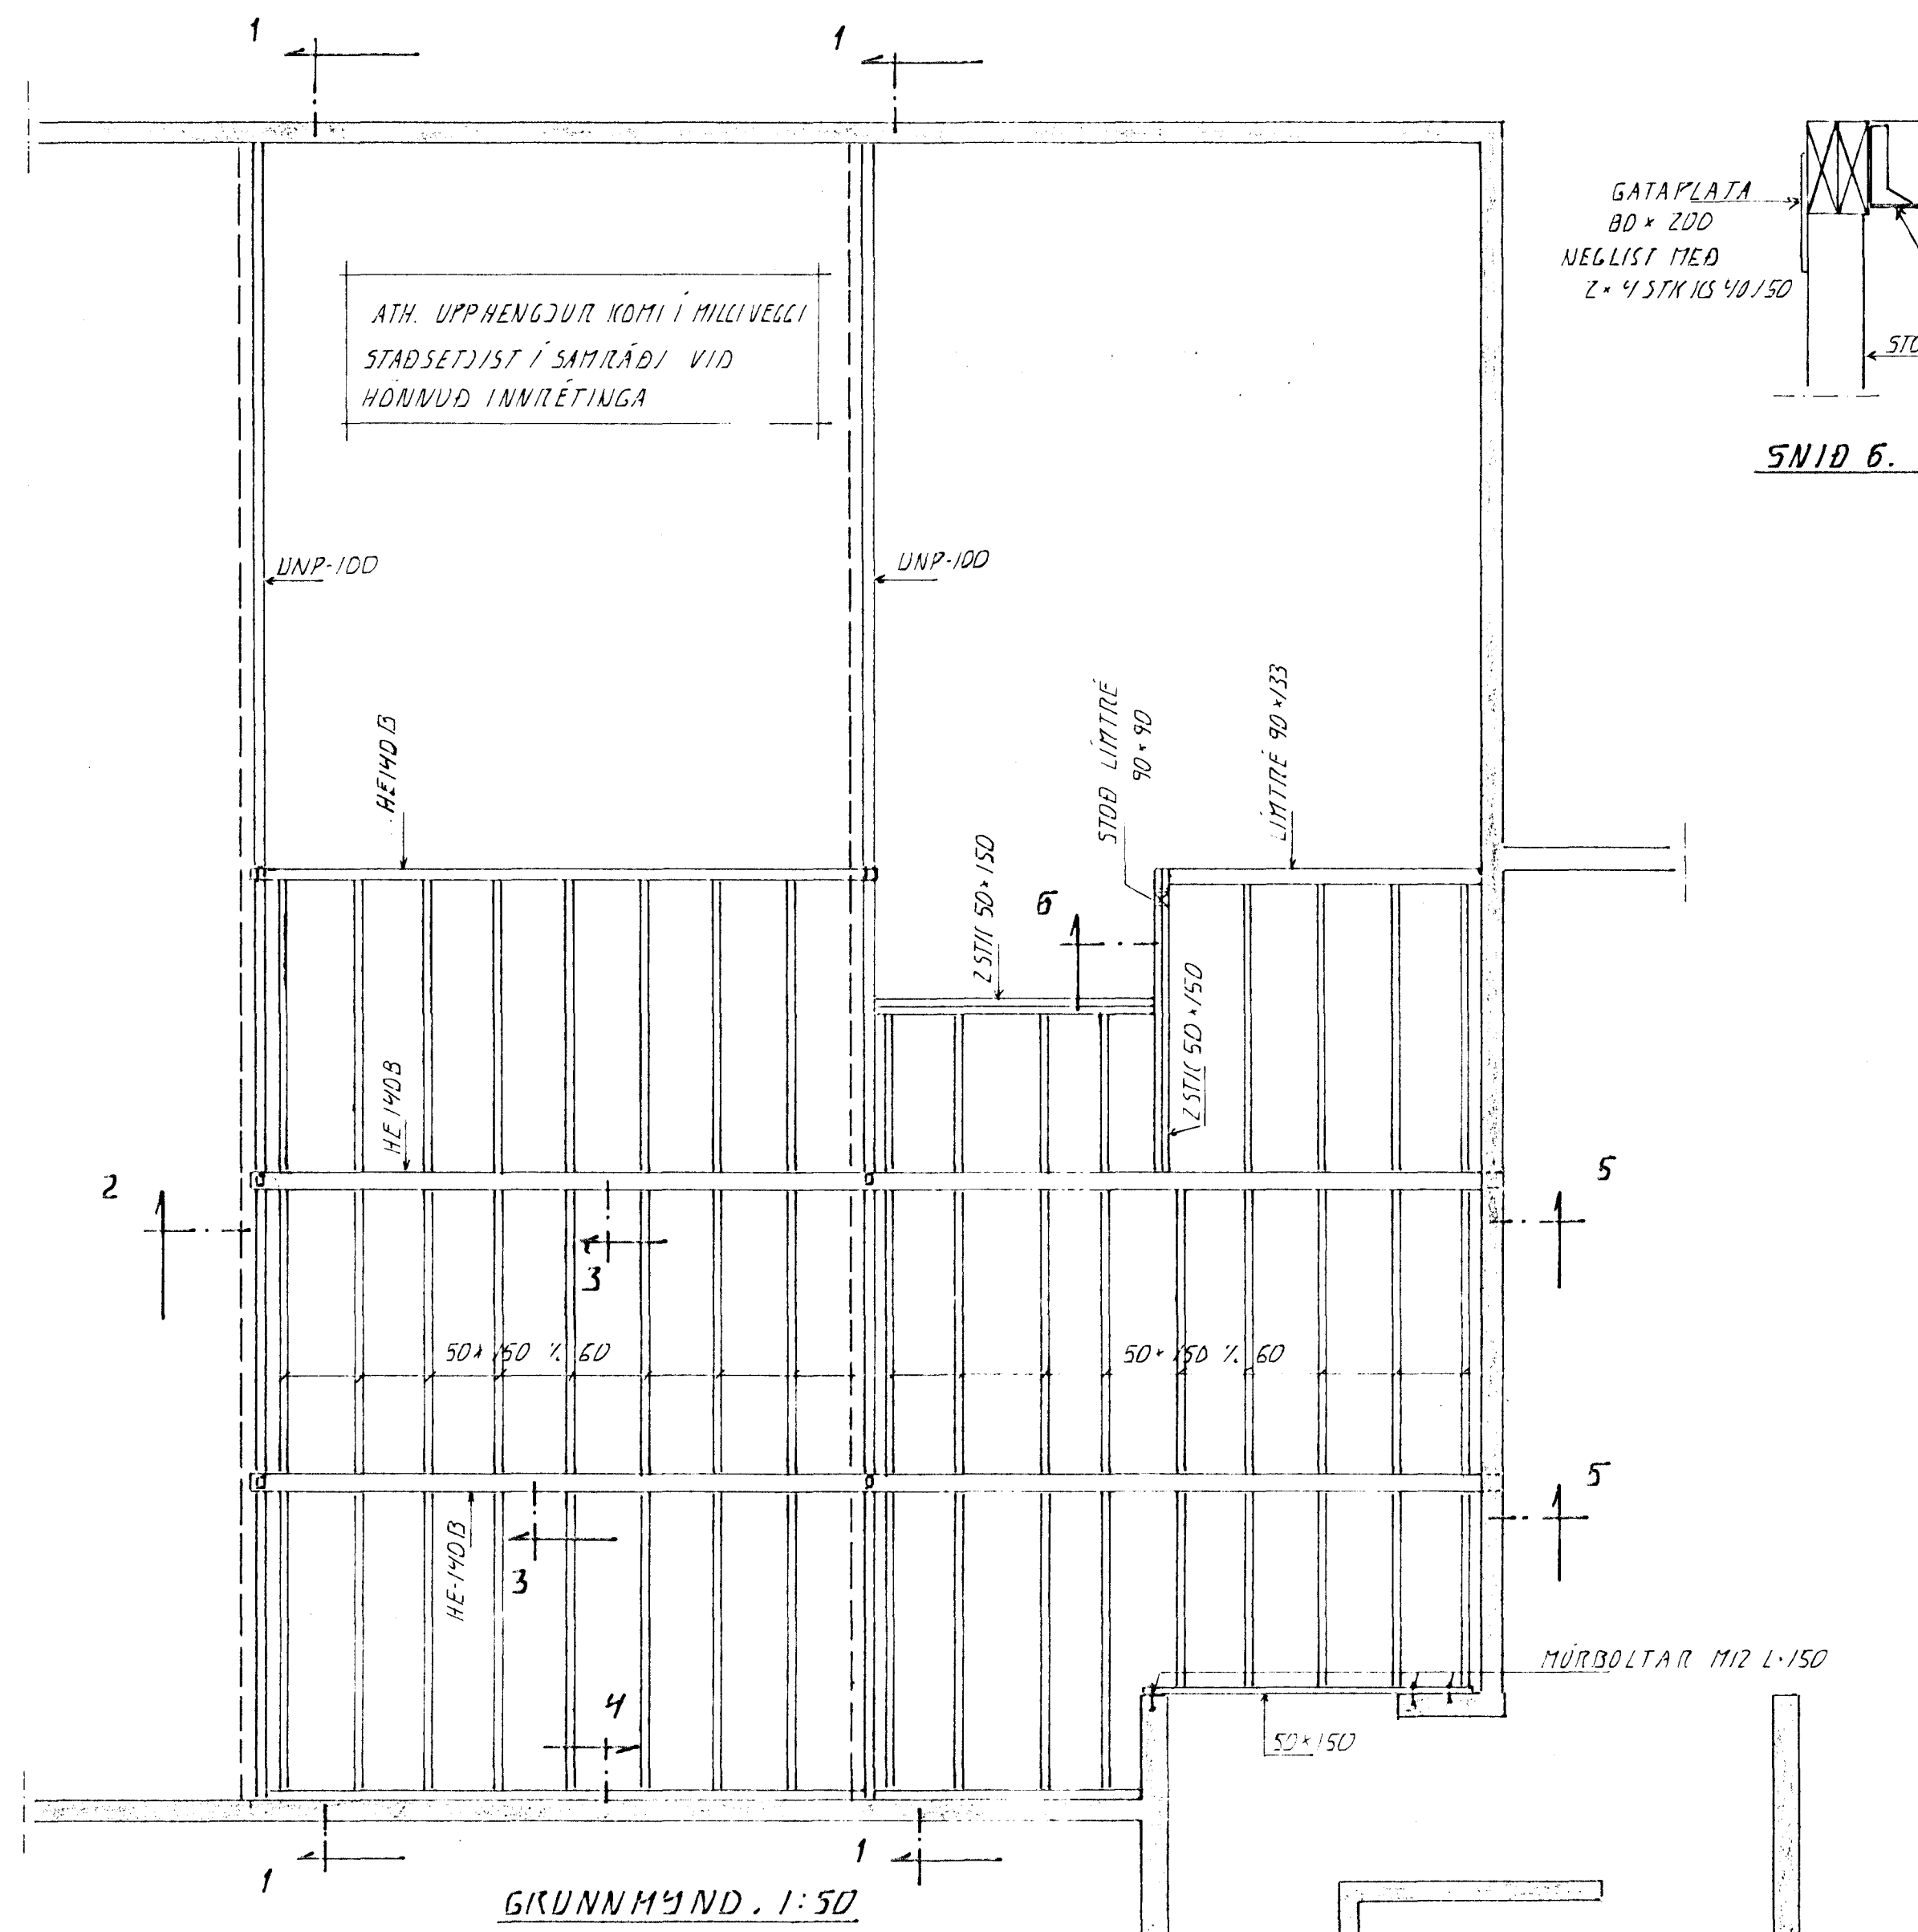 1
1
GATAPLATA
80 × 200
NEGLIST MEÐ
2 × 4 STK KS 40/50
SNIÐ 6.
ATH. UPPHENGJUR KOMI Í MILLIVEGGI
STAÐSETJIST Í SAMRÁÐI VIÐ
HÖNNUÐ INNRÉTINGA
UNP-100
UNP-100
HE140B
STOÐ LÍMTRÉ
90×90
LÍMTRÉ 90×133
2 STK 50×150
6
2 STK 50×150
HE 140B
2
5
3
50×150 % 60
50×150 % 60
HE-140B
3
5
MÚRBOLTAR M12 L=150
4
50×150
1
1
GRUNNMYND. 1:50